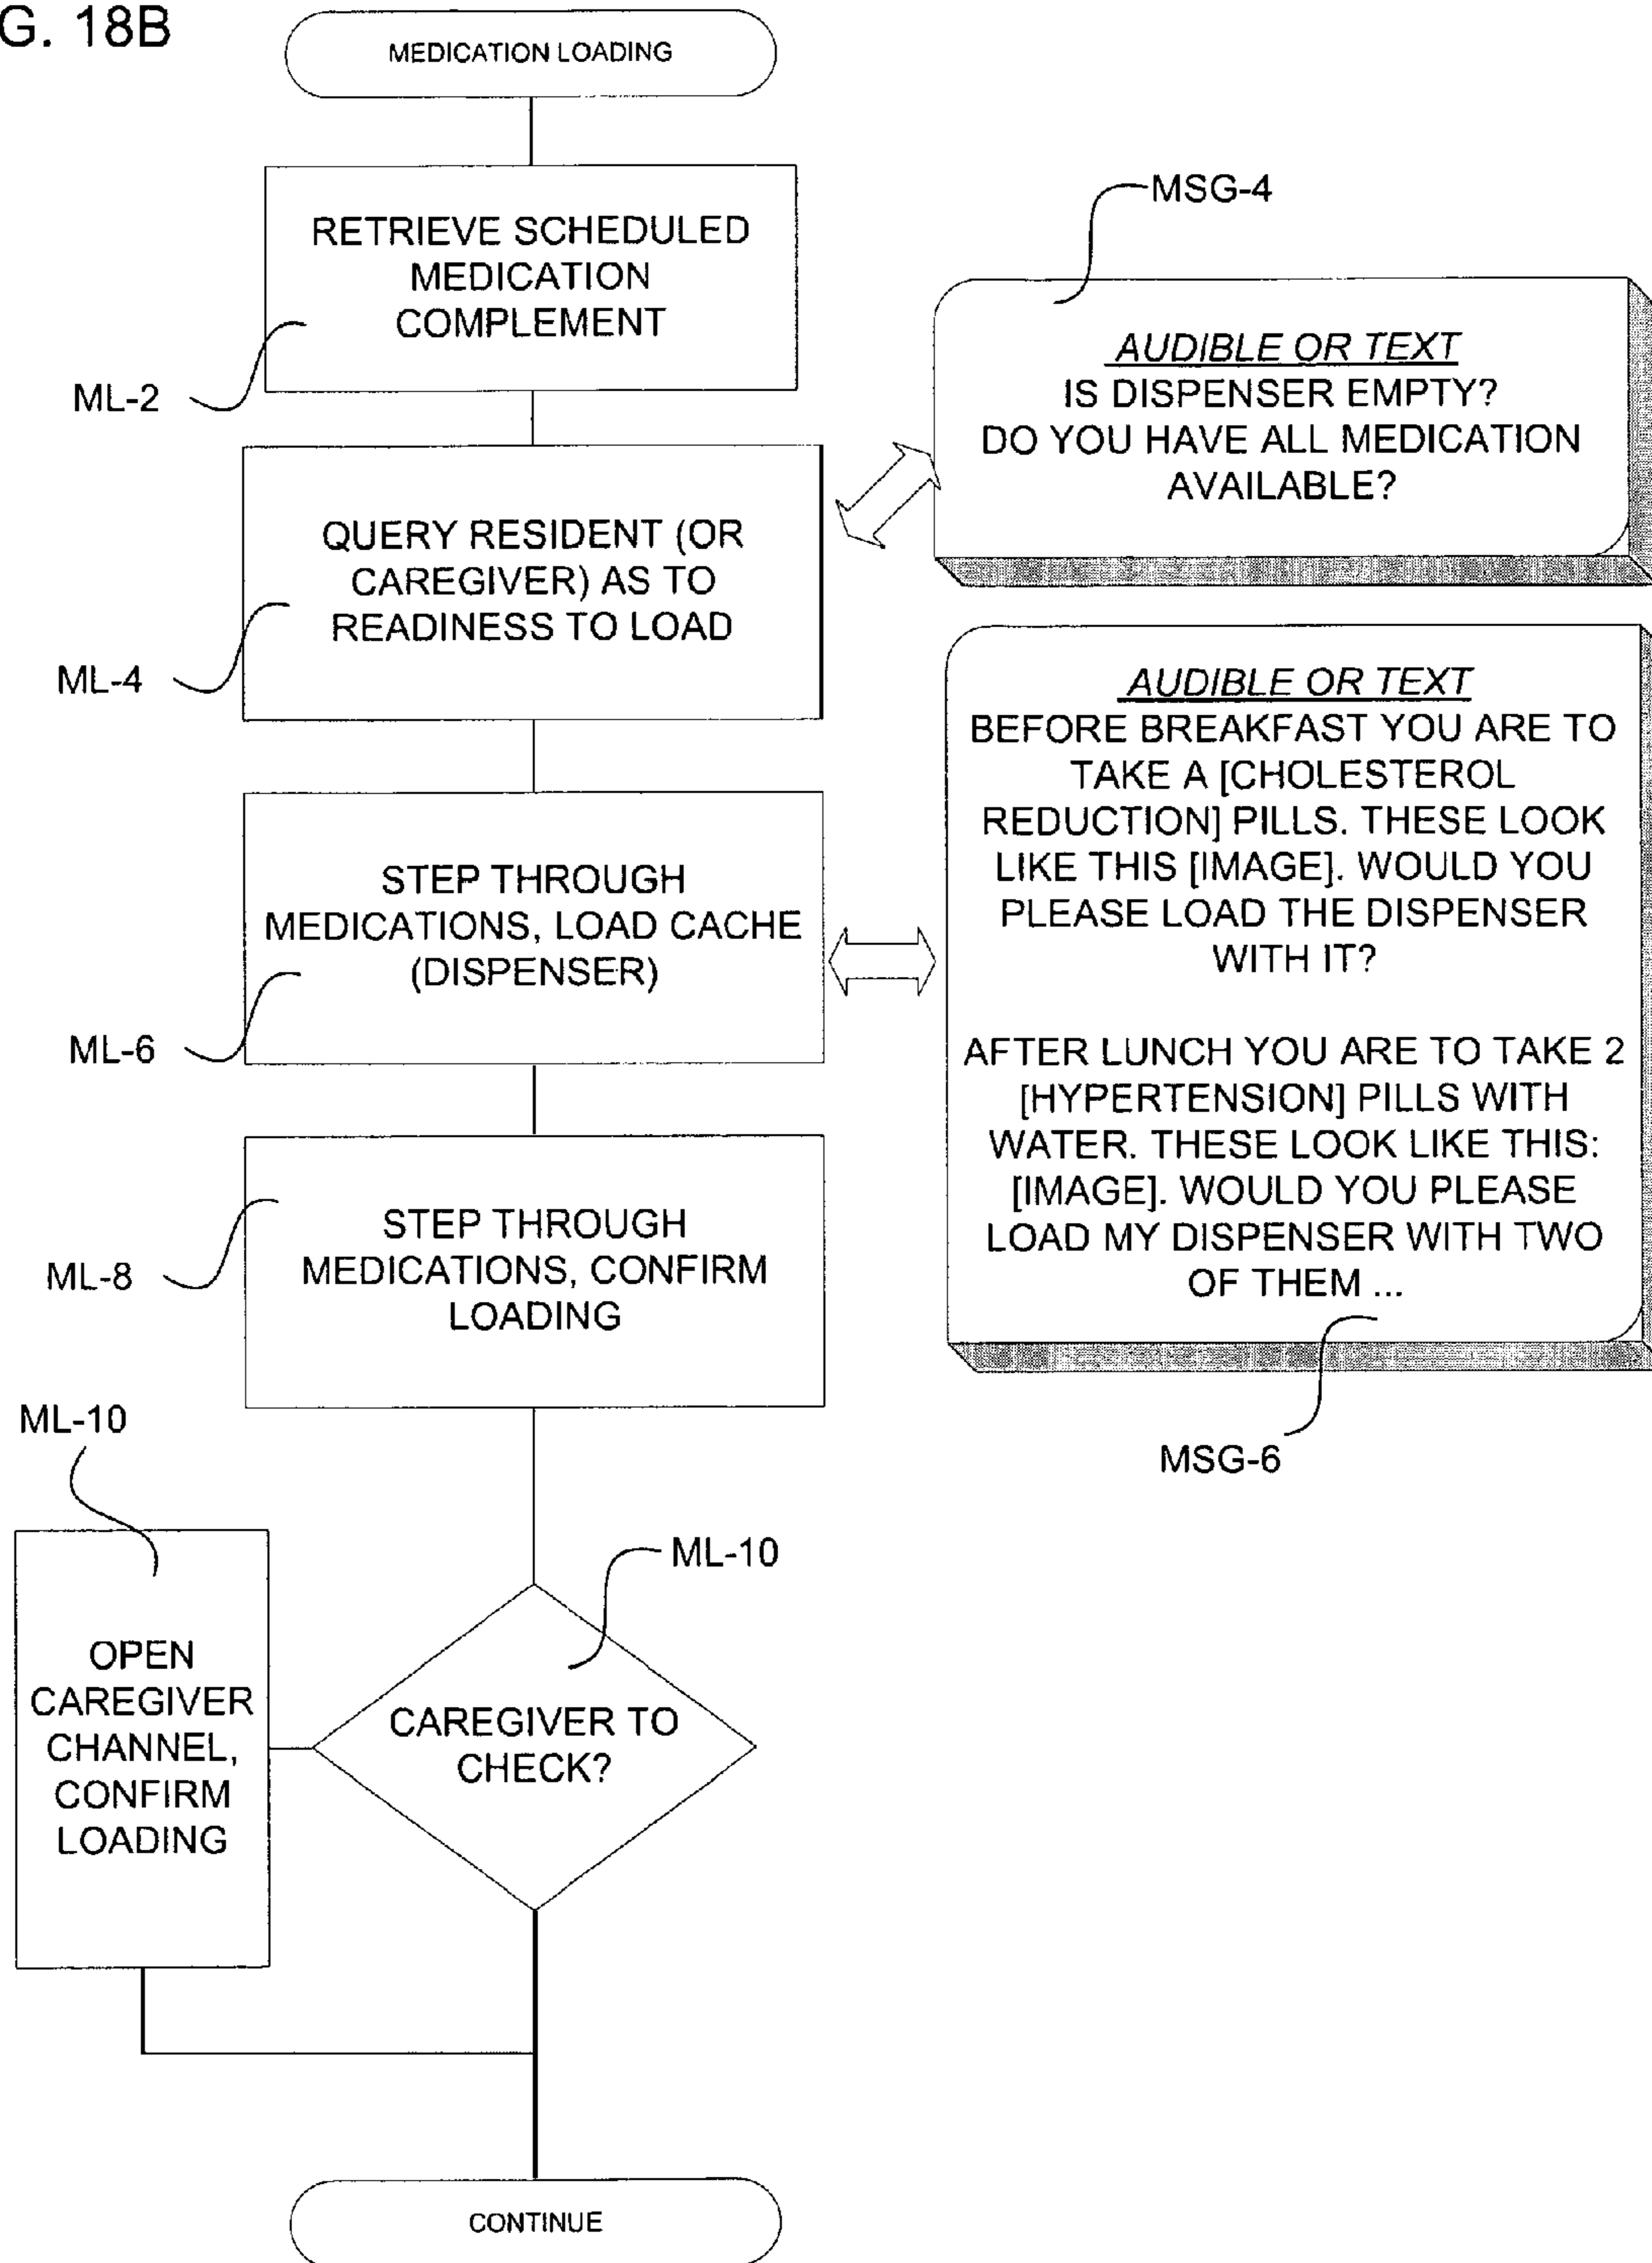 G. 18B
MEDICATION LOADING
RETRIEVE SCHEDULED
MEDICATION
COMPLEMENT
ML-2
MSG-4
AUDIBLE OR TEXT
IS DISPENSER EMPTY?
DO YOU HAVE ALL MEDICATION
AVAILABLE?
QUERY RESIDENT (OR
CAREGIVER) AS TO
READINESS TO LOAD
ML-4
AUDIBLE OR TEXT
BEFORE BREAKFAST YOU ARE TO
TAKE A [CHOLESTEROL
REDUCTION] PILLS. THESE LOOK
LIKE THIS [IMAGE]. WOULD YOU
PLEASE LOAD THE DISPENSER
WITH IT?
AFTER LUNCH YOU ARE TO TAKE 2
[HYPERTENSION] PILLS WITH
WATER. THESE LOOK LIKE THIS:
[IMAGE]. WOULD YOU PLEASE
LOAD MY DISPENSER WITH TWO
OF THEM ...
MSG-6
STEP THROUGH
MEDICATIONS, LOAD CACHE
(DISPENSER)
ML-6
STEP THROUGH
MEDICATIONS, CONFIRM
LOADING
ML-8
ML-10
OPEN
CAREGIVER
CHANNEL,
CONFIRM
LOADING
ML-10
CAREGIVER TO
CHECK?
CONTINUE